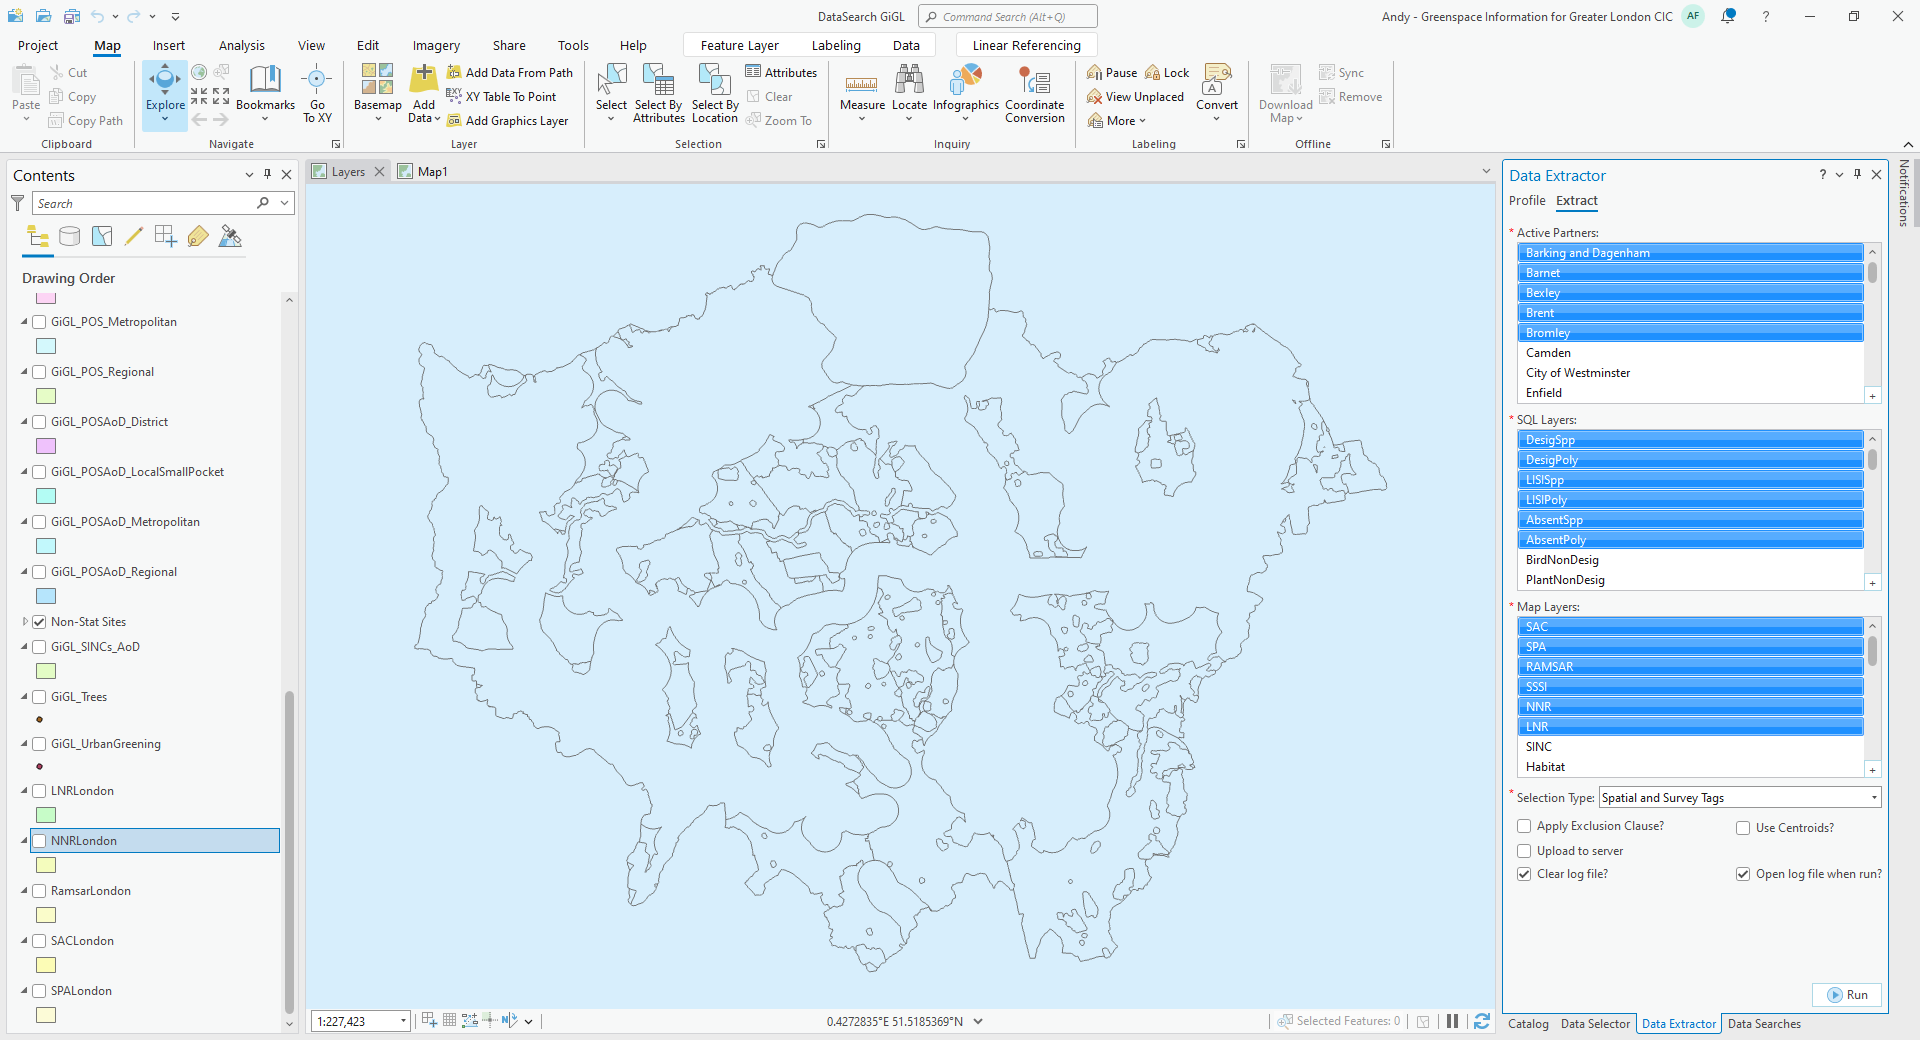 DataSearch GiGL
Command Search (Alt+Q)
Andy - Greenspace Information for Greater London CIC
AF
?
Project Map Insert Analysis View Edit Imagery Share Tools Help Feature Layer Labeling Data Linear Referencing
Paste
Cut
Copy
Copy Path
Clipboard
Explore
Bookmarks
Go To XY
Navigate
Basemap
Add Data
Add Data From Path
XY Table To Point
Add Graphics Layer
Layer
Select
Select By Attributes
Select By Location
Attributes
Clear
Zoom To
Selection
Measure
Locate
Infographics
Coordinate Conversion
Inquiry
Pause
Lock
View Unplaced
More
Convert
Labeling
Download Map
Sync
Remove
Offline
Contents
Search
Drawing Order
GiGL_POS_Metropolitan
GiGL_POS_Regional
GiGL_POSAoD_District
GiGL_POSAoD_LocalSmallPocket
GiGL_POSAoD_Metropolitan
GiGL_POSAoD_Regional
Non-Stat Sites
GiGL_SINCs_AoD
GiGL_Trees
GiGL_UrbanGreening
LNRLondon
NNRLondon
RamsarLondon
SACLondon
SPALondon
Layers
Map1
1:227,423
0.4272835°E 51.5185369°N
Selected Features: 0
Data Extractor
?
Profile Extract
* Active Partners:
Barking and Dagenham
Barnet
Bexley
Brent
Bromley
Camden
City of Westminster
Enfield
+
* SQL Layers:
DesigSpp
DesigPoly
LISISpp
LISIPoly
AbsentSpp
AbsentPoly
BirdNonDesig
PlantNonDesig
+
* Map Layers:
SAC
SPA
RAMSAR
SSSI
NNR
LNR
SINC
Habitat
+
* Selection Type: Spatial and Survey Tags
Apply Exclusion Clause?
Use Centroids?
Upload to server
Clear log file?
Open log file when run?
Run
Catalog Data Selector Data Extractor Data Searches
Notifications